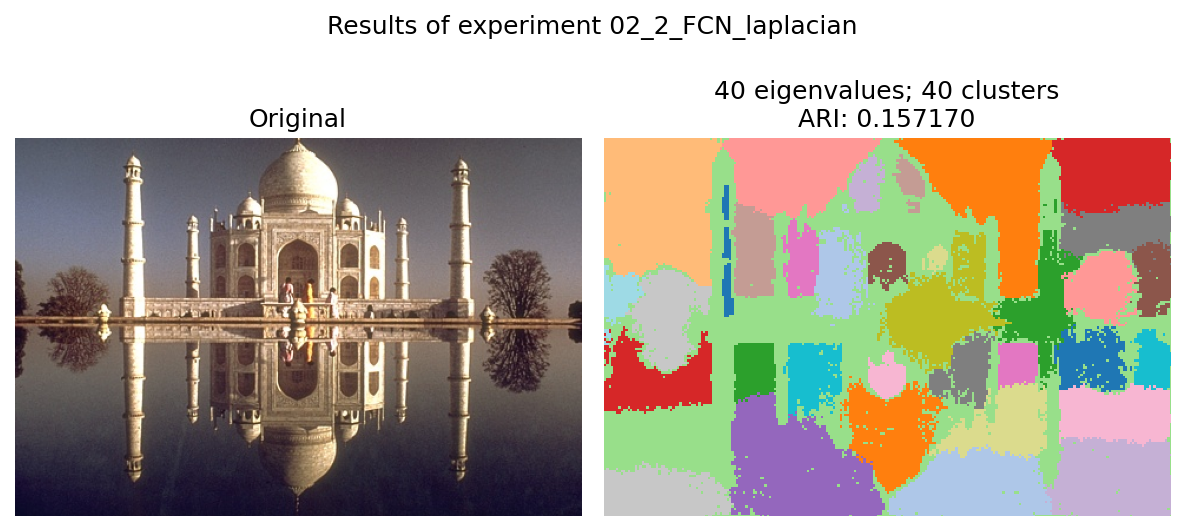 Results of experiment 02_2_FCN_laplacian
Original
40 eigenvalues; 40 clusters
ARI: 0.157170